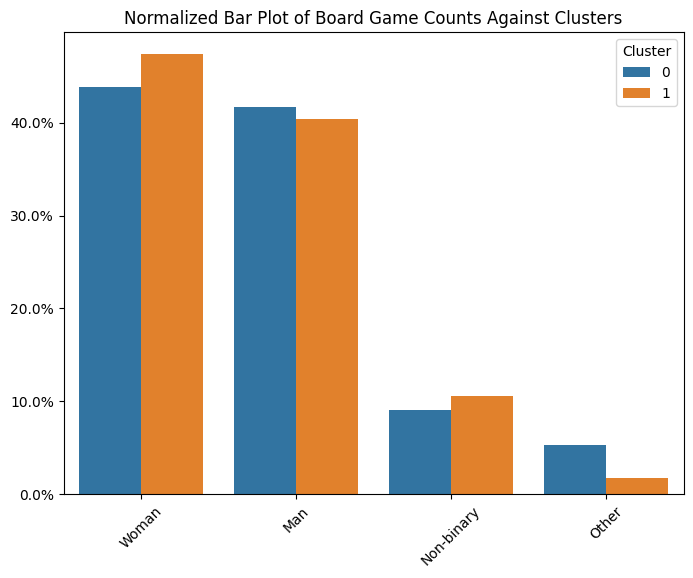 Normalized Bar Plot of Board Game Counts Against Clusters
Cluster
0
1
40.0%
30.0%
20.0%
10.0%
0.0%
Woman
Man
Non-binary
Other